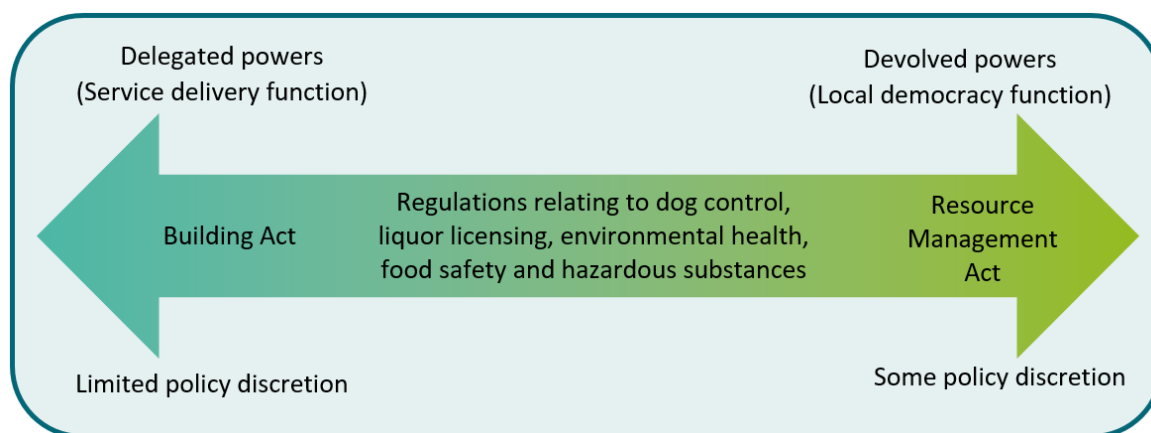 Delegated powers
(Service delivery function)
Devolved powers
(Local democracy function)
Building Act
Regulations relating to dog control,
liquor licensing, environmental health,
food safety and hazardous substances
Resource
Management
Act
Limited policy discretion
Some policy discretion